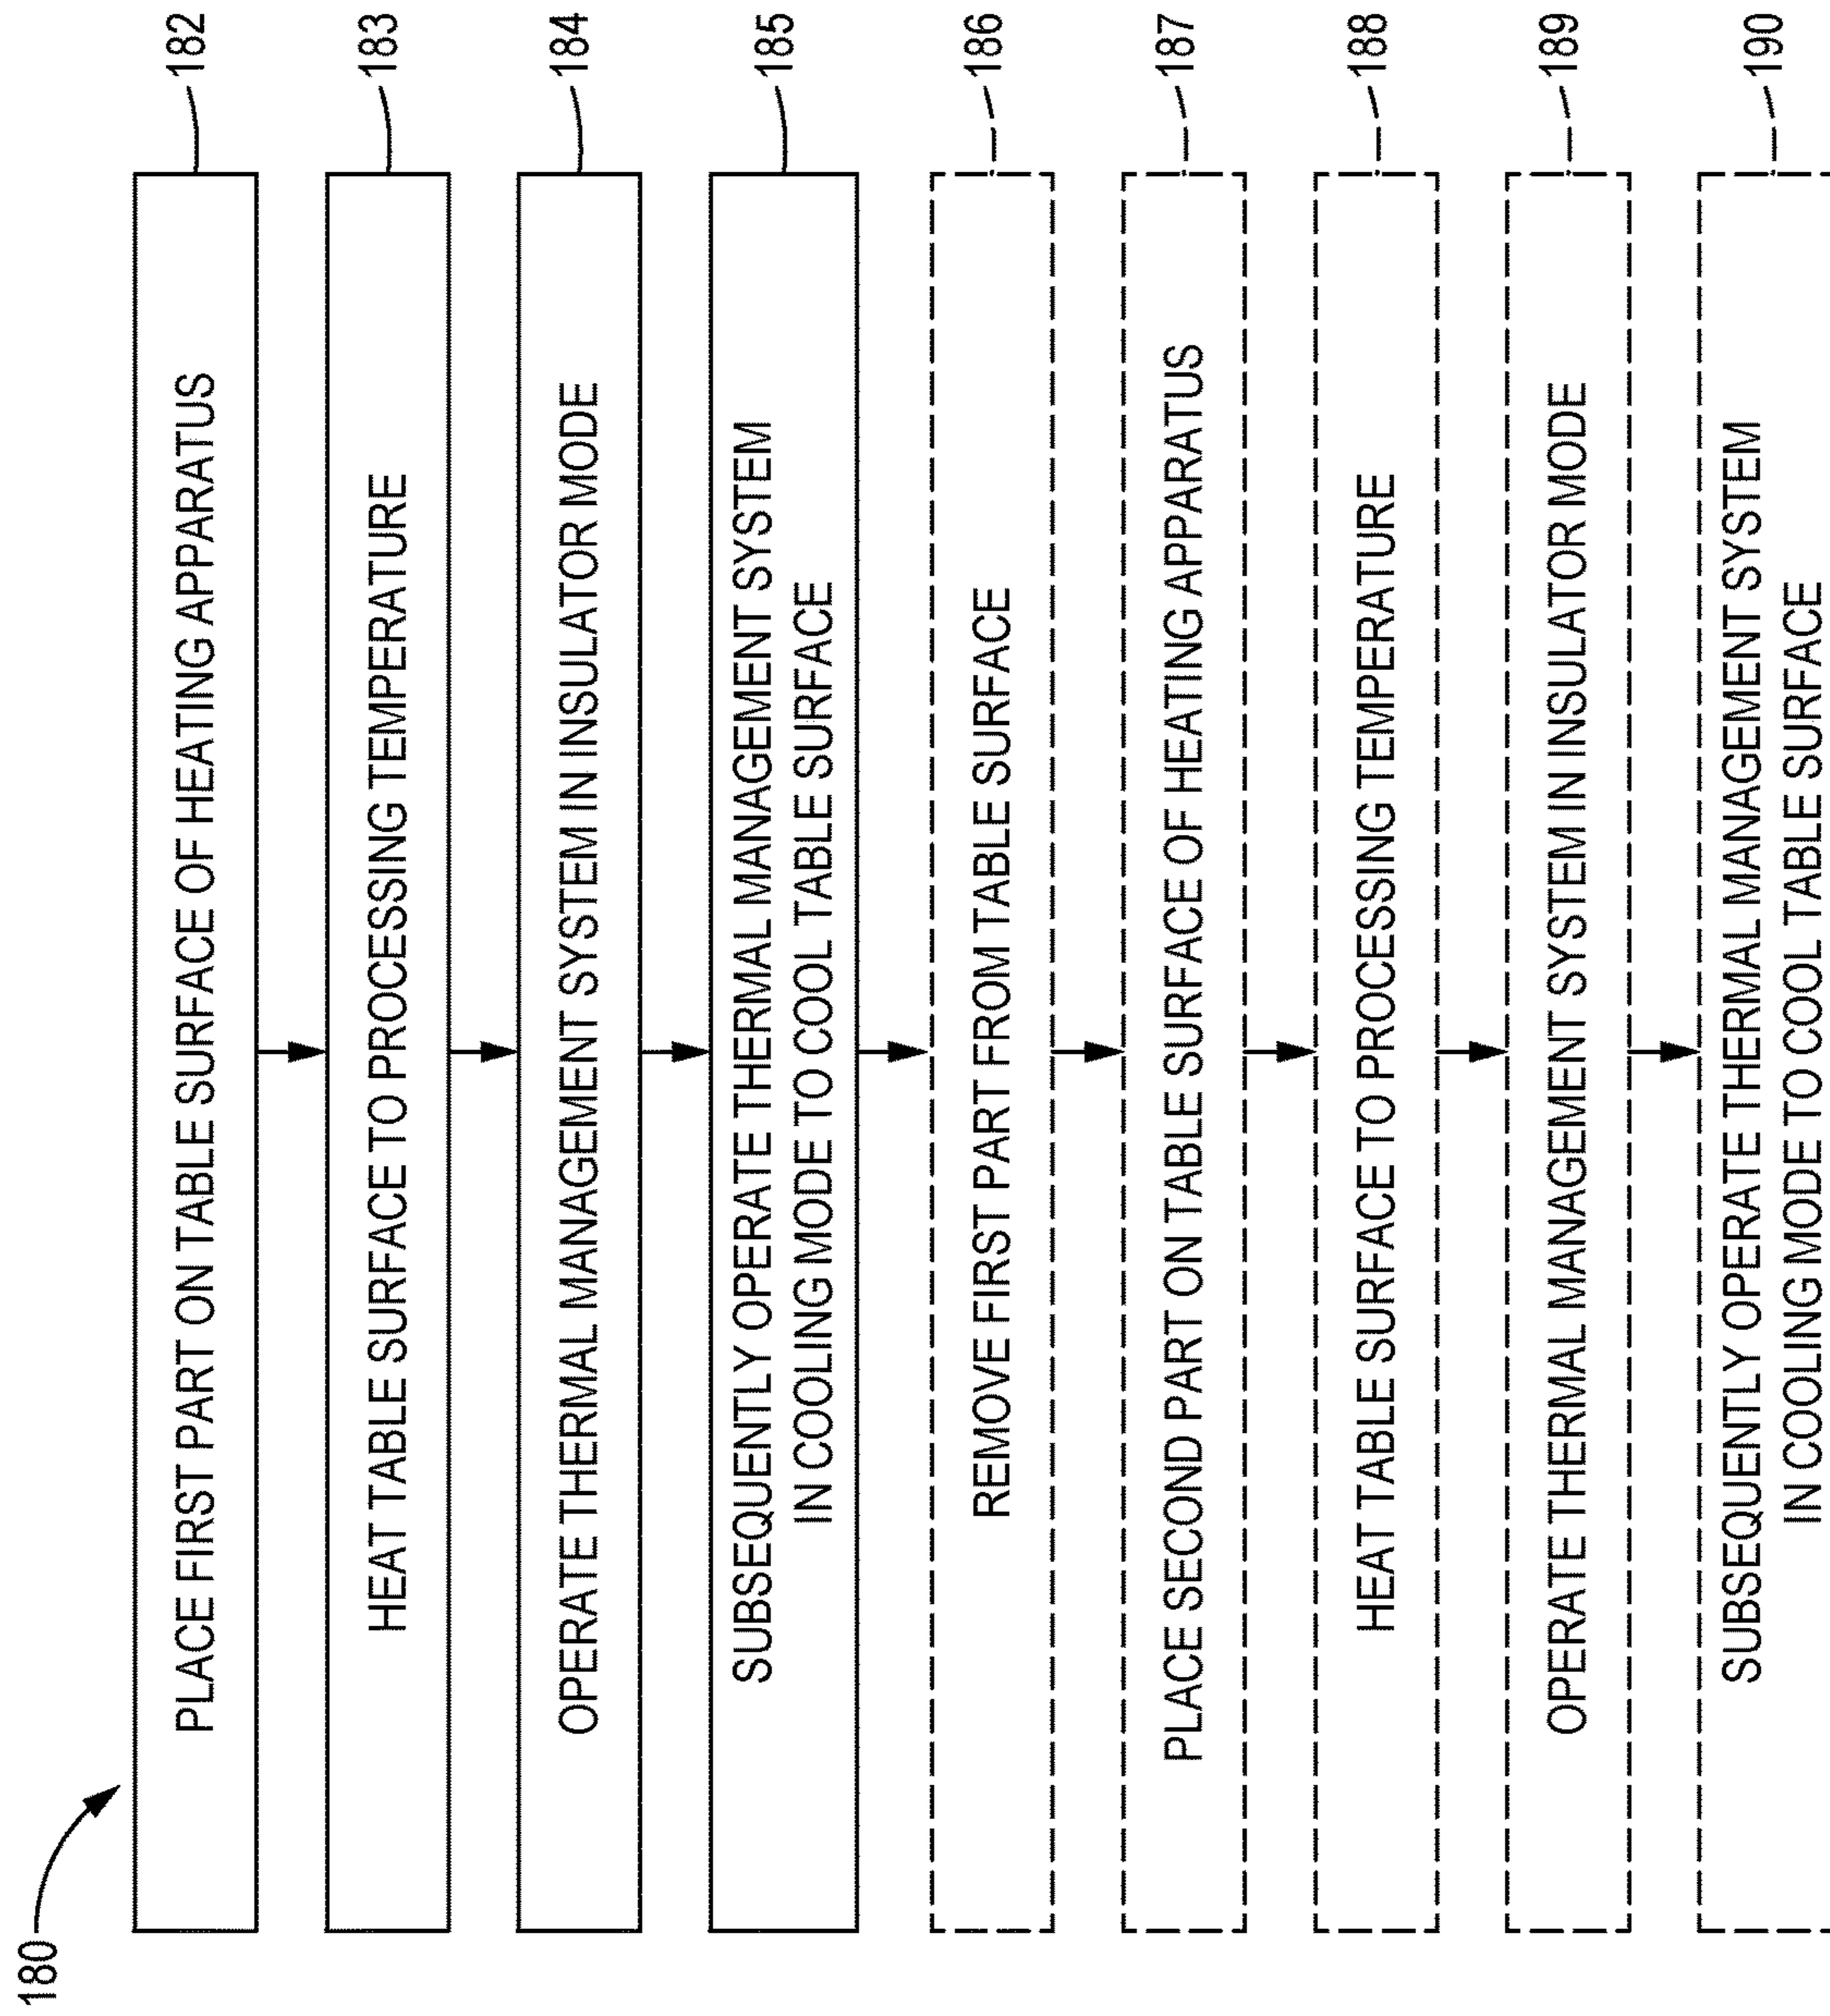 180
PLACE FIRST PART ON TABLE SURFACE OF HEATING APPARATUS
182
HEAT TABLE SURFACE TO PROCESSING TEMPERATURE
183
OPERATE THERMAL MANAGEMENT SYSTEM IN INSULATOR MODE
184
SUBSEQUENTLY OPERATE THERMAL MANAGEMENT SYSTEM
IN COOLING MODE TO COOL TABLE SURFACE
185
REMOVE FIRST PART FROM TABLE SURFACE
186
PLACE SECOND PART ON TABLE SURFACE OF HEATING APPARATUS
187
HEAT TABLE SURFACE TO PROCESSING TEMPERATURE
188
OPERATE THERMAL MANAGEMENT SYSTEM IN INSULATOR MODE
189
SUBSEQUENTLY OPERATE THERMAL MANAGEMENT SYSTEM
IN COOLING MODE TO COOL TABLE SURFACE
190